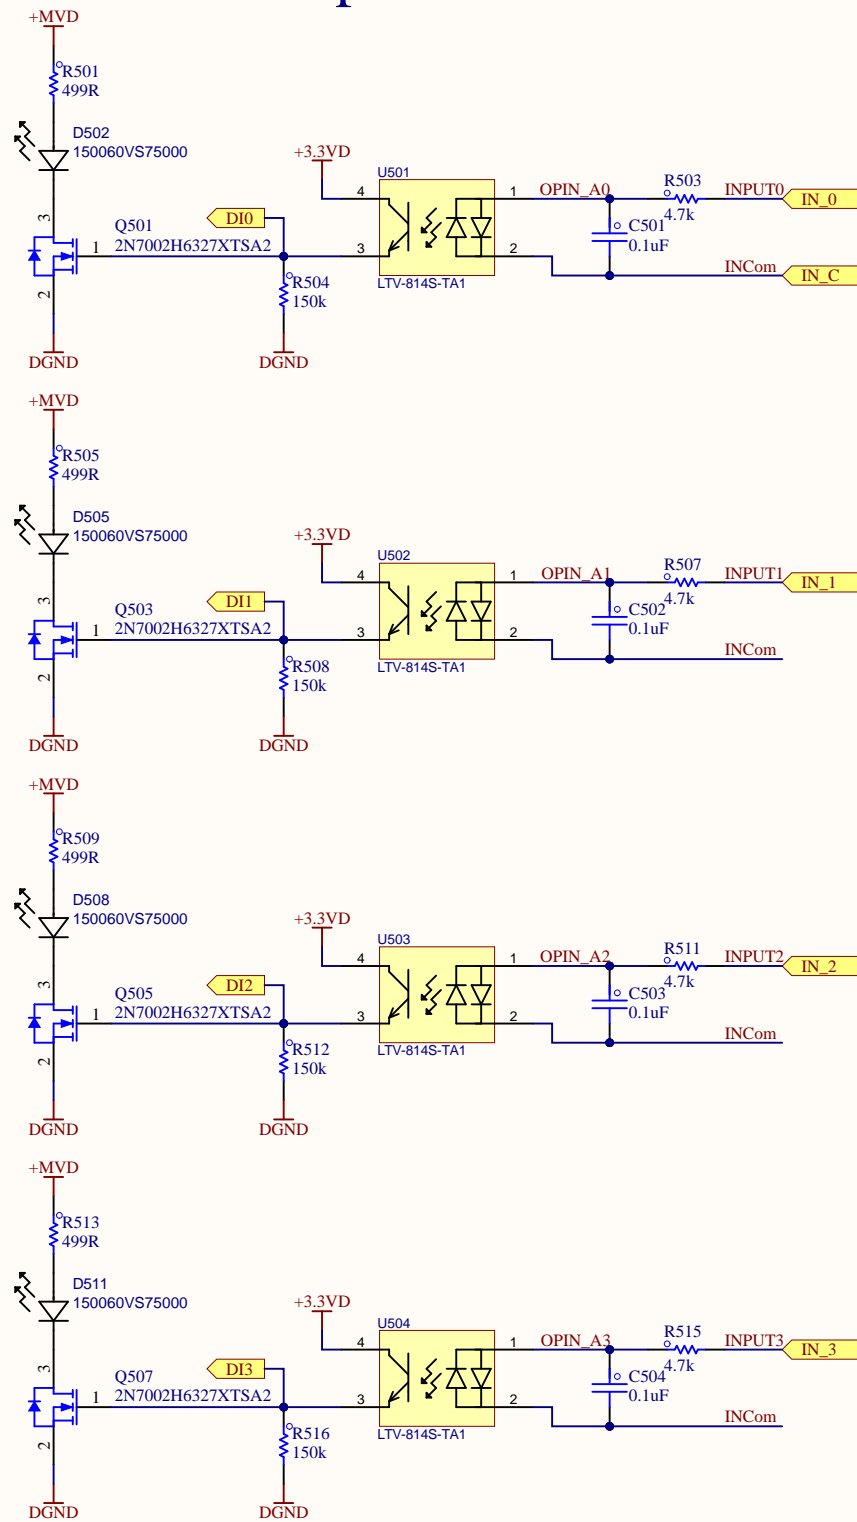 +MVD
R501
499R
D502
150060VS75000
+3.3VD
U501
4
1
OPIN_A0
R503
4.7k
INPUT0
IN_0
3
Q501
2N7002H6327XTSA2
1
DI0
3
2
C501
0.1uF
INCom
IN_C
2
R504
150k
LTV-814S-TA1
DGND
DGND
+MVD
R505
499R
D505
150060VS75000
+3.3VD
U502
4
1
OPIN_A1
R507
4.7k
INPUT1
IN_1
3
Q503
2N7002H6327XTSA2
1
DI1
3
2
C502
0.1uF
INCom
2
R508
150k
LTV-814S-TA1
DGND
DGND
+MVD
R509
499R
D508
150060VS75000
+3.3VD
U503
4
1
OPIN_A2
R511
4.7k
INPUT2
IN_2
3
Q505
2N7002H6327XTSA2
1
DI2
3
2
C503
0.1uF
INCom
2
R512
150k
LTV-814S-TA1
DGND
DGND
+MVD
R513
499R
D511
150060VS75000
+3.3VD
U504
4
1
OPIN_A3
R515
4.7k
INPUT3
IN_3
3
Q507
2N7002H6327XTSA2
1
DI3
3
2
C504
0.1uF
INCom
2
R516
150k
LTV-814S-TA1
DGND
DGND